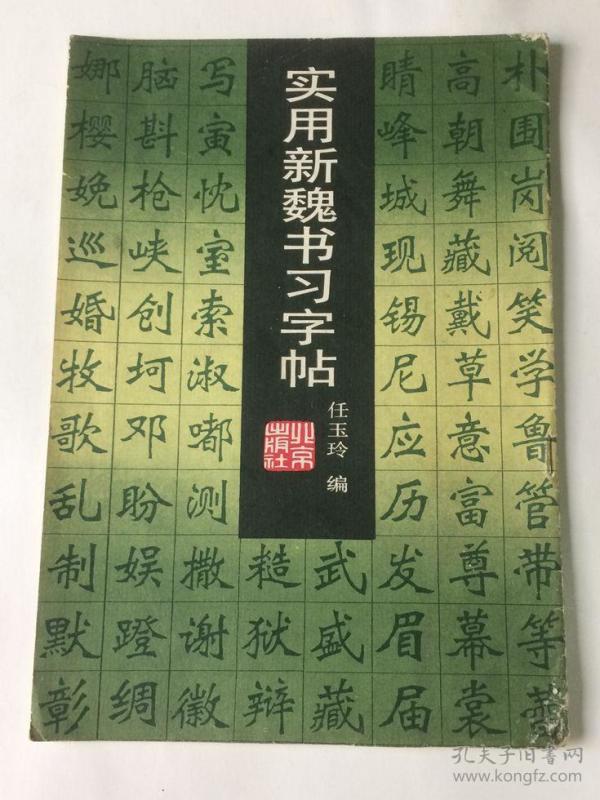 实用新魏书习字帖
任玉玲 编
北京出版社
朴围岗阅笑学鲁管带等燕
高朝舞藏戴草意富尊幕裳
睛峰城现锡尼应历发眉届
武盛藏
糙狱辩
写寅忱室索淑嘟测撒谢徽
脑斟枪峡创坷邓盼娱蹬绸
娜樱娩巡婚牧歌乱制默彰
孔夫子旧書网
www.kongfz.com